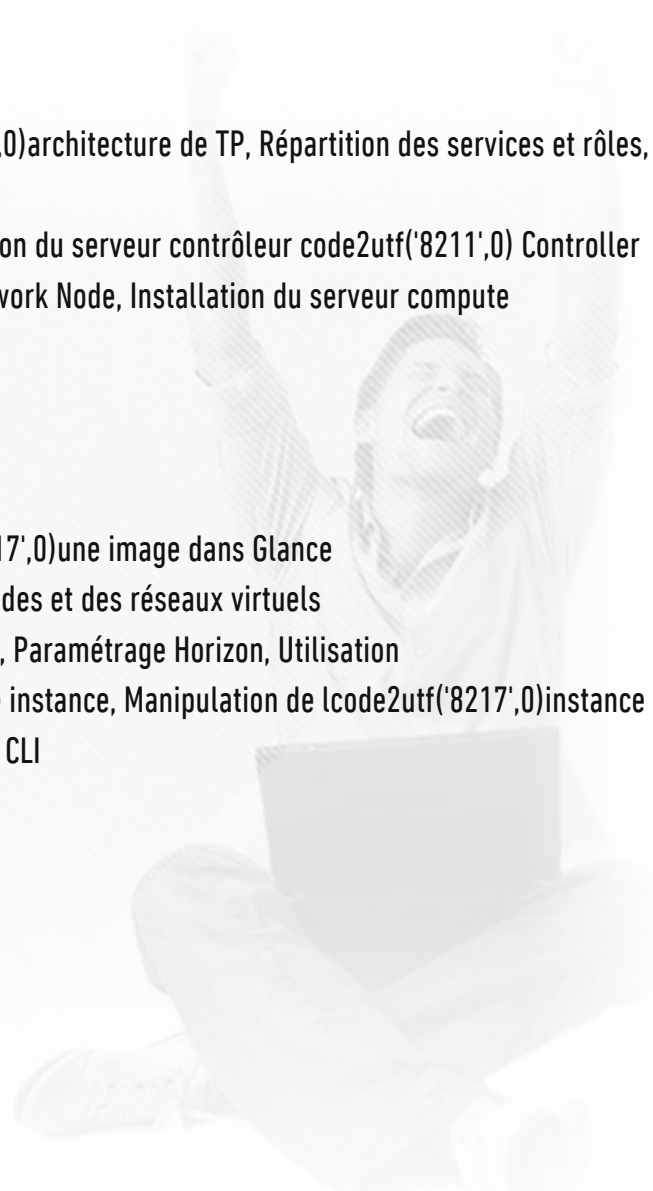 ,0)architecture de TP, Répartition des services et rôles,
on du serveur contrôleur code2utf('8211',0) Controller
work Node, Installation du serveur compute
17',0)une image dans Glance
des et des réseaux virtuels
, Paramétrage Horizon, Utilisation
instance, Manipulation de lcode2utf('8217',0)instance
CLI